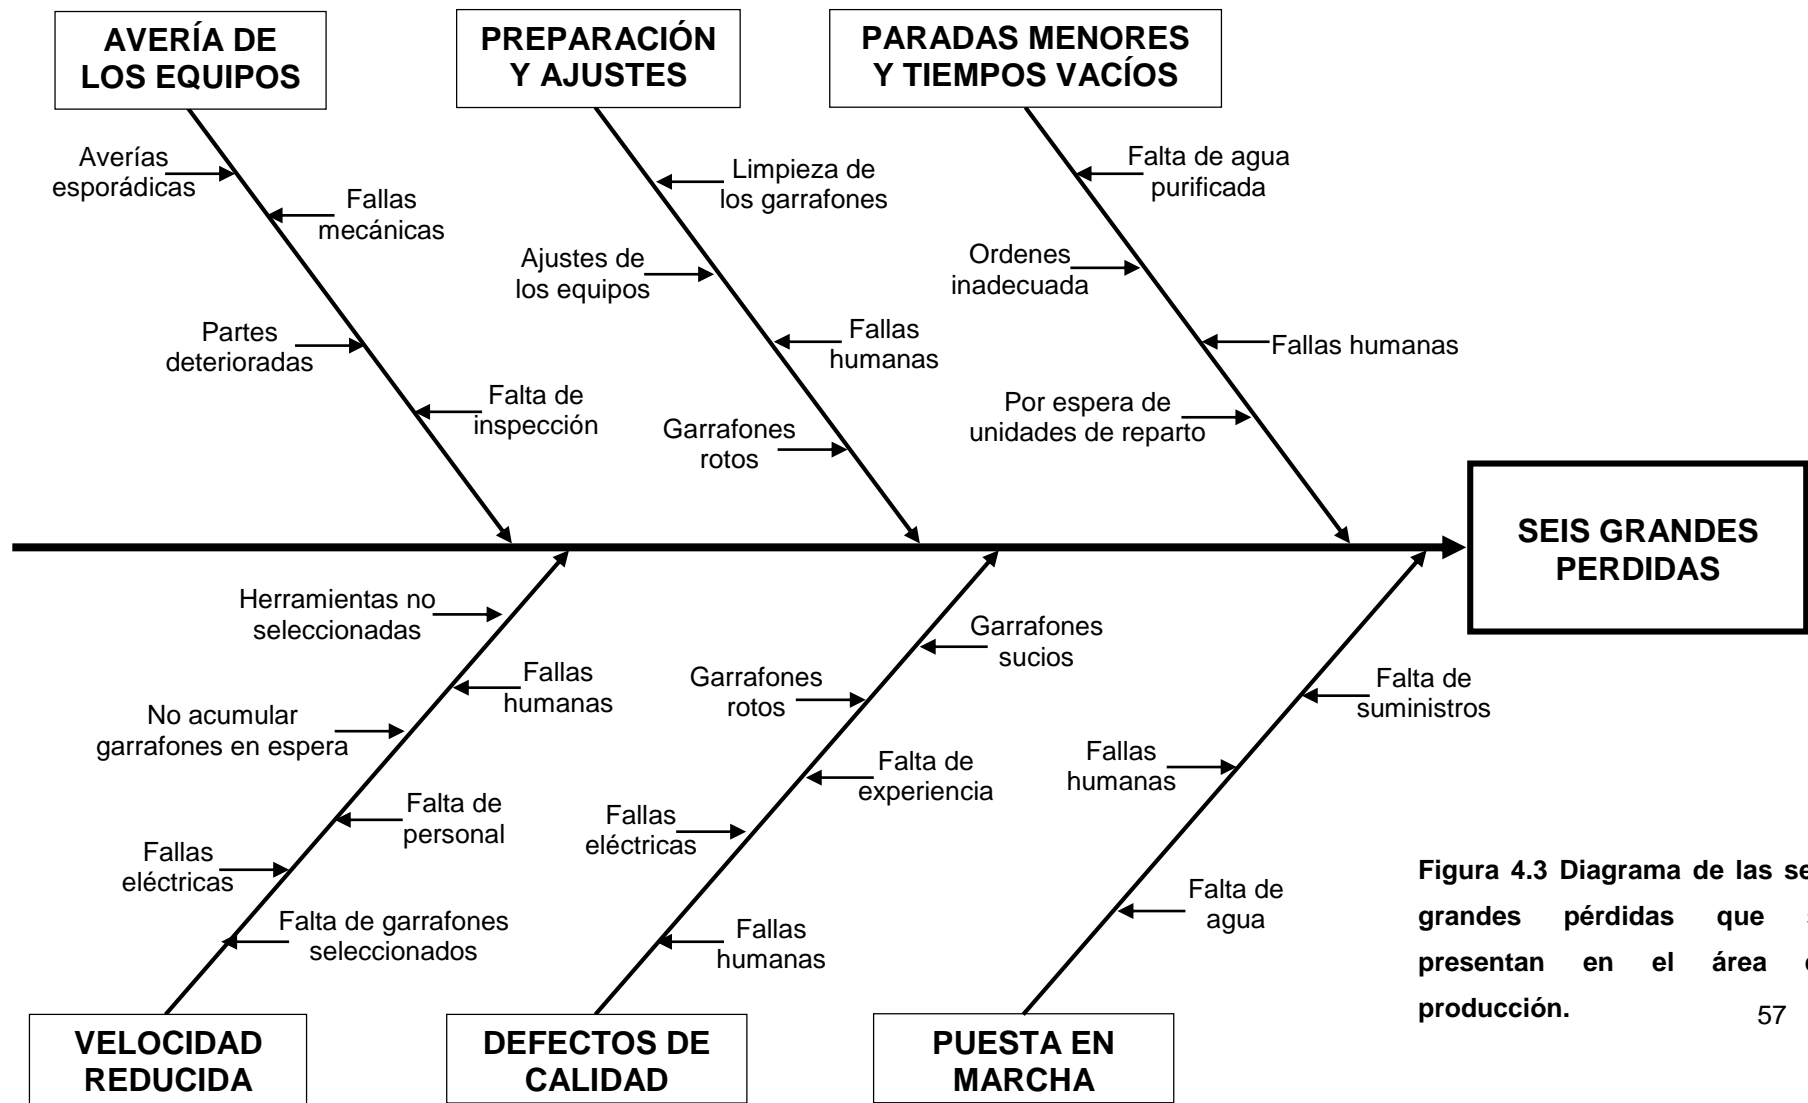 AVERÍA DE
LOS EQUIPOS
PREPARACIÓN
Y AJUSTES
PARADAS MENORES
Y TIEMPOS VACÍOS
Averías
esporádicas
Fallas
mecánicas
Partes
deterioradas
Falta de
inspección
Limpieza de
los garrafones
Ajustes de
los equipos
Fallas
humanas
Garrafones
rotos
Falta de agua
purificada
Ordenes
inadecuada
Fallas humanas
Por espera de
unidades de reparto
SEIS GRANDES
PERDIDAS
Herramientas no
seleccionadas
Fallas
humanas
No acumular
garrafones en espera
Falta de
personal
Fallas
eléctricas
Falta de garrafones
seleccionados
Garrafones
sucios
Garrafones
rotos
Falta de
experiencia
Fallas
eléctricas
Fallas
humanas
Falta de
suministros
Fallas
humanas
Falta de
agua
VELOCIDAD
REDUCIDA
DEFECTOS DE
CALIDAD
PUESTA EN
MARCHA
Figura 4.3 Diagrama de las
grandes pérdidas que
presentan en el área
producción.
57